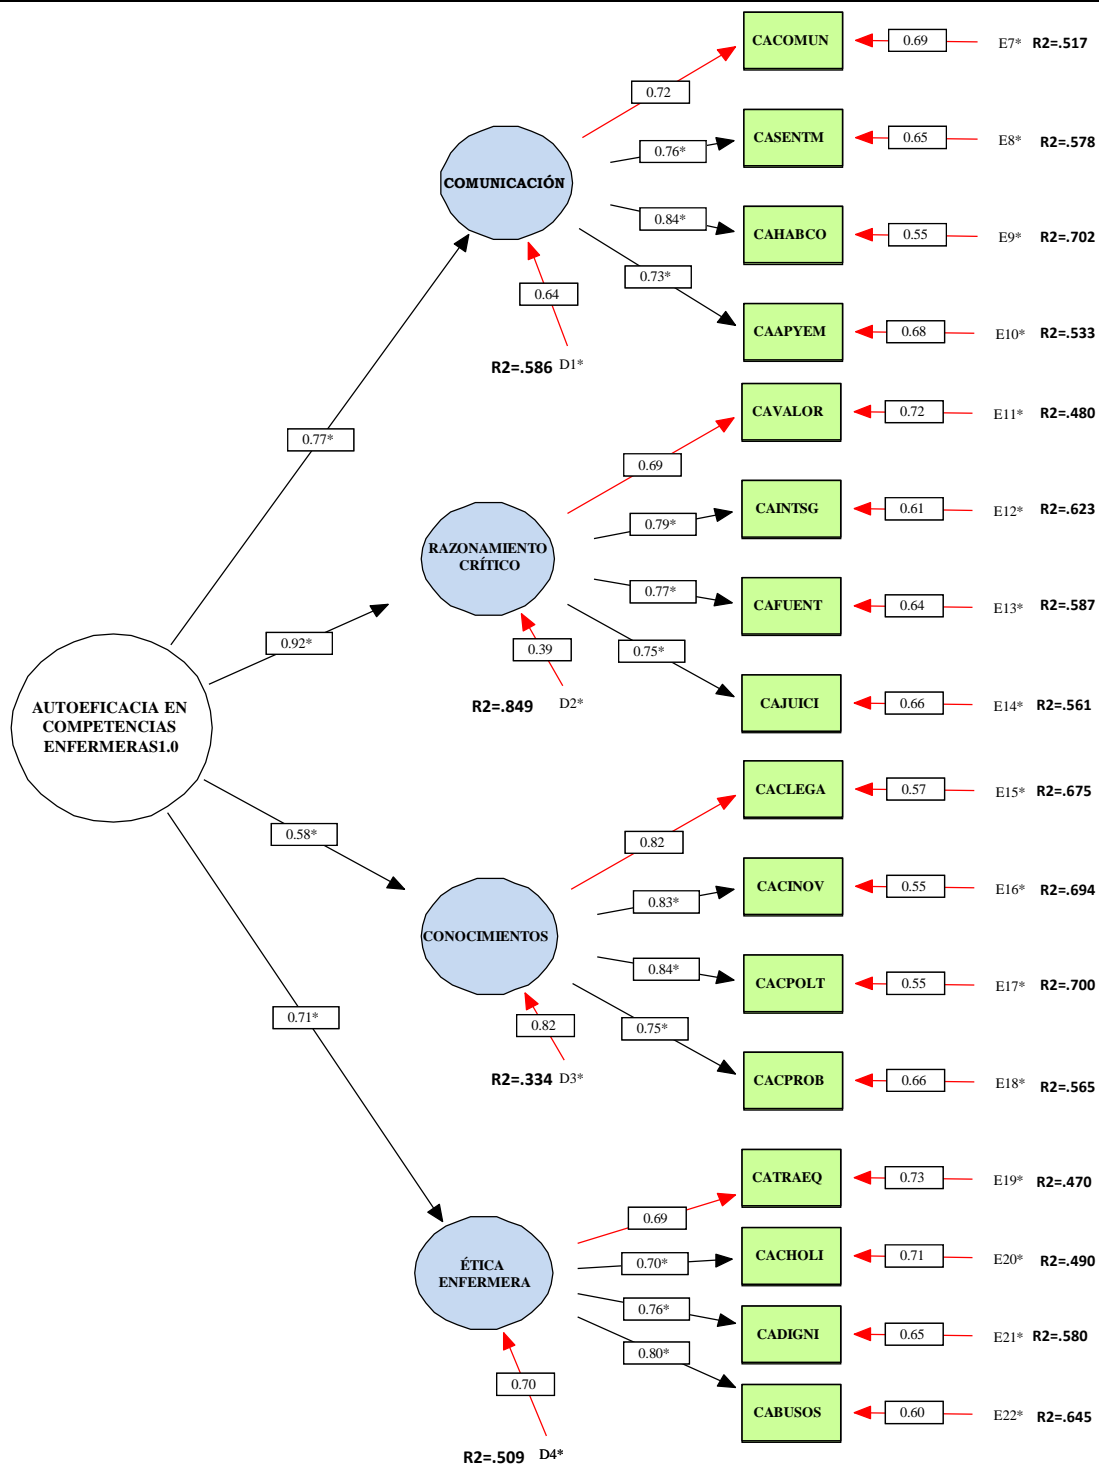 CACOMUN
0.69
E7*
R2=.517
0.72
CASENTM
0.65
E8*
R2=.578
0.76*
COMUNICACIÓN
0.84*
CAHABCO
0.55
E9*
R2=.702
0.73*
0.64
CAAPYEM
0.68
E10*
R2=.533
R2=.586
D1*
CAVALOR
0.72
E11*
R2=.480
0.77*
0.69
CAINTSG
0.61
E12*
R2=.623
0.79*
RAZONAMIENTO
CRÍTICO
0.77*
CAFUENT
0.64
E13*
R2=.587
0.92*
0.39
0.75*
R2=.849
D2*
CAJUICI
0.66
E14*
R2=.561
AUTOEFICACIA EN
COMPETENCIAS
ENFERMERAS1.0
CACLEGA
0.57
E15*
R2=.675
0.58*
0.82
CACINOV
0.55
E16*
R2=.694
0.83*
CONOCIMIENTOS
0.84*
CACPOLT
0.55
E17*
R2=.700
0.71*
0.82
0.75*
R2=.334
D3*
CACPROB
0.66
E18*
R2=.565
CATRAEQ
0.73
E19*
R2=.470
0.69
CACHOLI
0.71
E20*
R2=.490
0.70*
ÉTICA
ENFERMERA
0.76*
CADIGNI
0.65
E21*
R2=.580
0.80*
0.70
CABUSOS
0.60
E22*
R2=.645
R2=.509
D4*